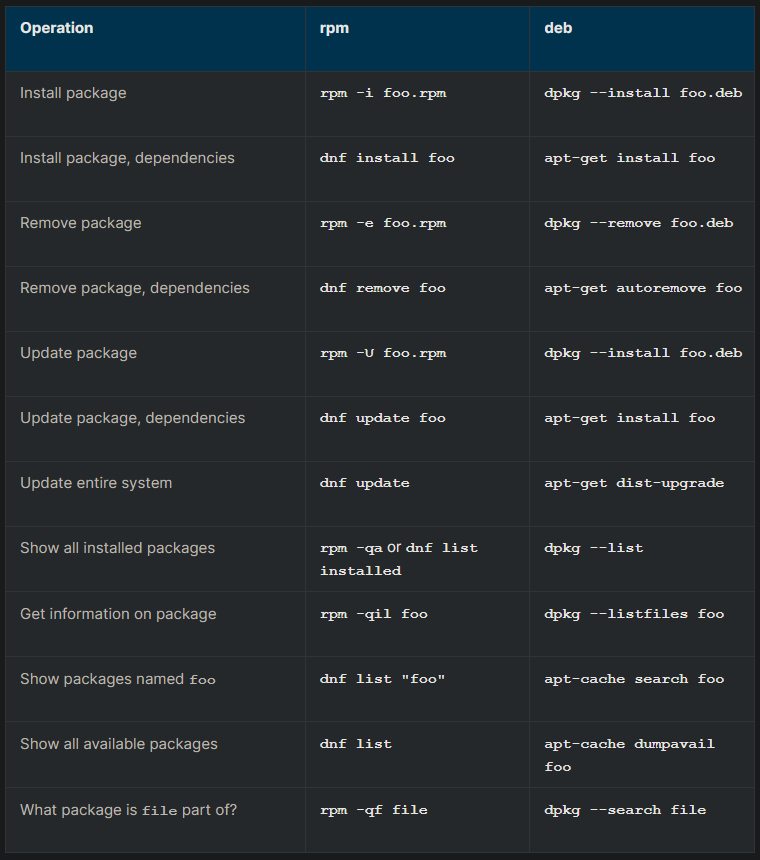 Operation rpm deb
Install package rpm -i foo.rpm dpkg --install foo.deb
Install package, dependencies dnf install foo apt-get install foo
Remove package rpm -e foo.rpm dpkg --remove foo.deb
Remove package, dependencies dnf remove foo apt-get autoremove foo
Update package rpm -U foo.rpm dpkg --install foo.deb
Update package, dependencies dnf update foo apt-get install foo
Update entire system dnf update apt-get dist-upgrade
Show all installed packages rpm -qa or dnf list dpkg --list
installed
Get information on package rpm -qil foo dpkg --listfiles foo
Show packages named foo dnf list "foo" apt-cache search foo
Show all available packages dnf list apt-cache dumpavail
foo
What package is file part of? rpm -qf file dpkg --search file